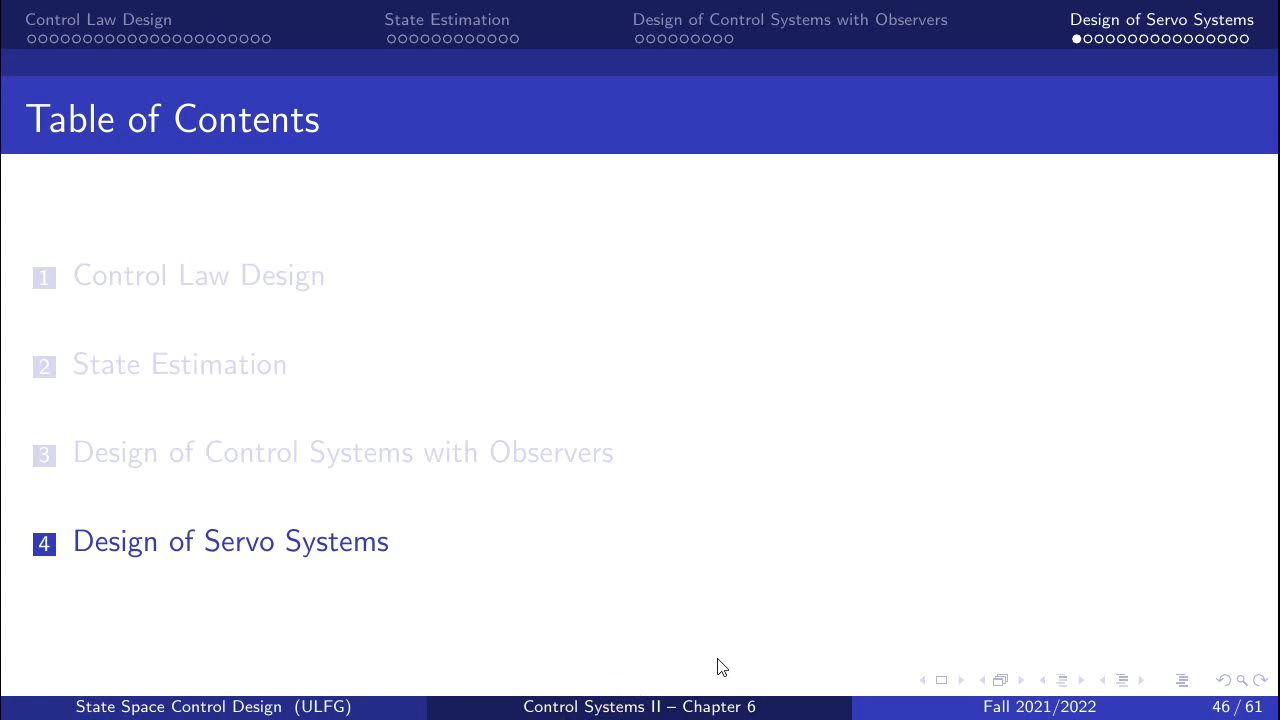 Control Law Design State Estimation Design of Control Systems with Observers Design of Servo Systems
Table of Contents
1 Control Law Design
2 State Estimation
3 Design of Control Systems with Observers
4 Design of Servo Systems
State Space Control Design (ULFG) Control Systems II – Chapter 6 Fall 2021/2022 46 / 61